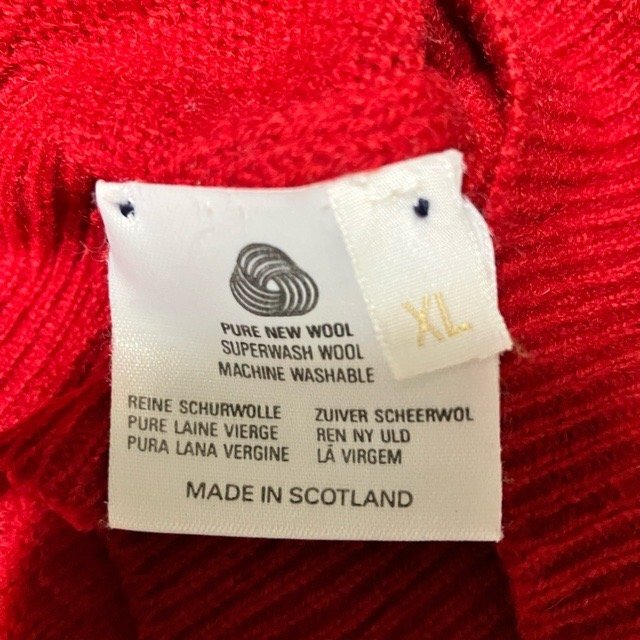 PURE NEW WOOL
SUPERWASH WOOL
MACHINE WASHABLE
XL
REINE SCHURWOLLE
PURE LAINE VIERGE
PURA LANA VERGINE
ZUIVER SCHEERWOL
REN NY ULD
LÃ VIRGEM
MADE IN SCOTLAND